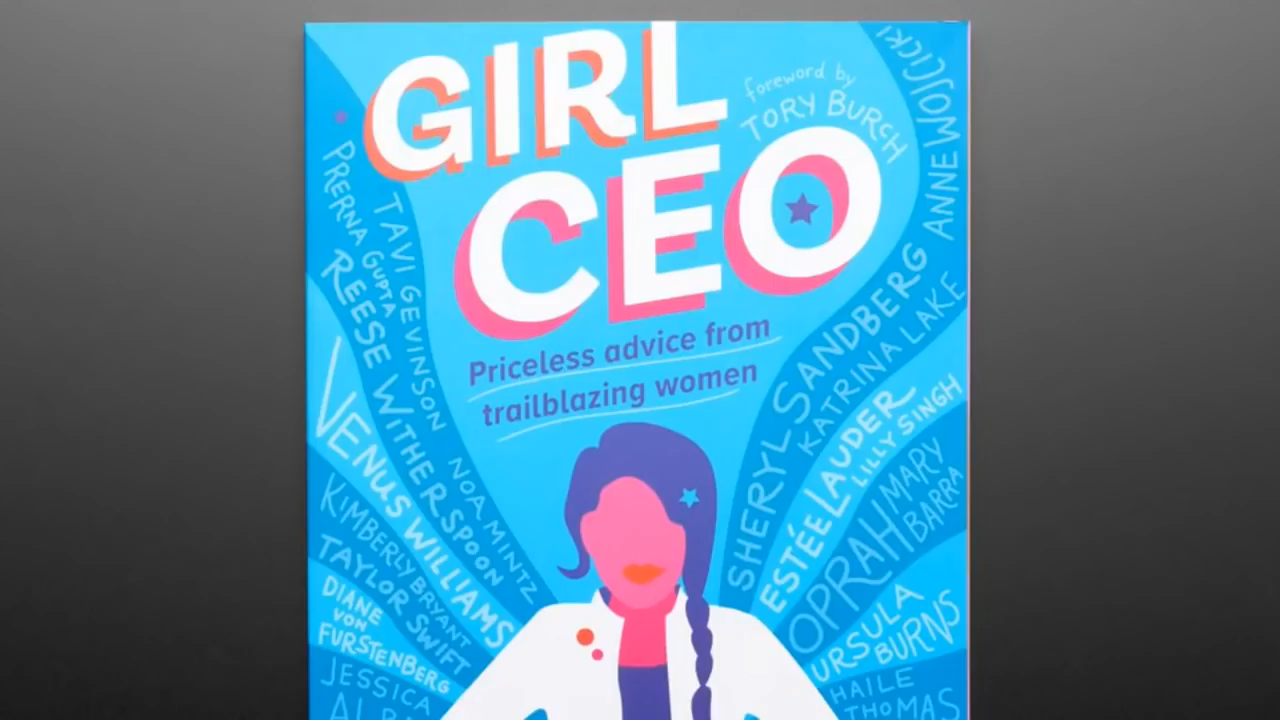 GIRL
CEO
foreword by
TORY BURCH
Priceless advice from
trailblazing women
PRERNA GUPTA
TAVI GEVINSON
REESE WITHERSPOON
NOA MINTZ
VENUS WILLIAMS
KIMBERLY BRYANT
TAYLOR SWIFT
DIANE
VON
FURSTENBERG
JESSICA
ANNE WOJCICKI
SHERYL SANDBERG
KATRINA LAKE
ESTÉE LAUDER
LILLY SINGH
OPRAH
MARY
BARRA
URSULA
BURNS
HAILE
THOMAS